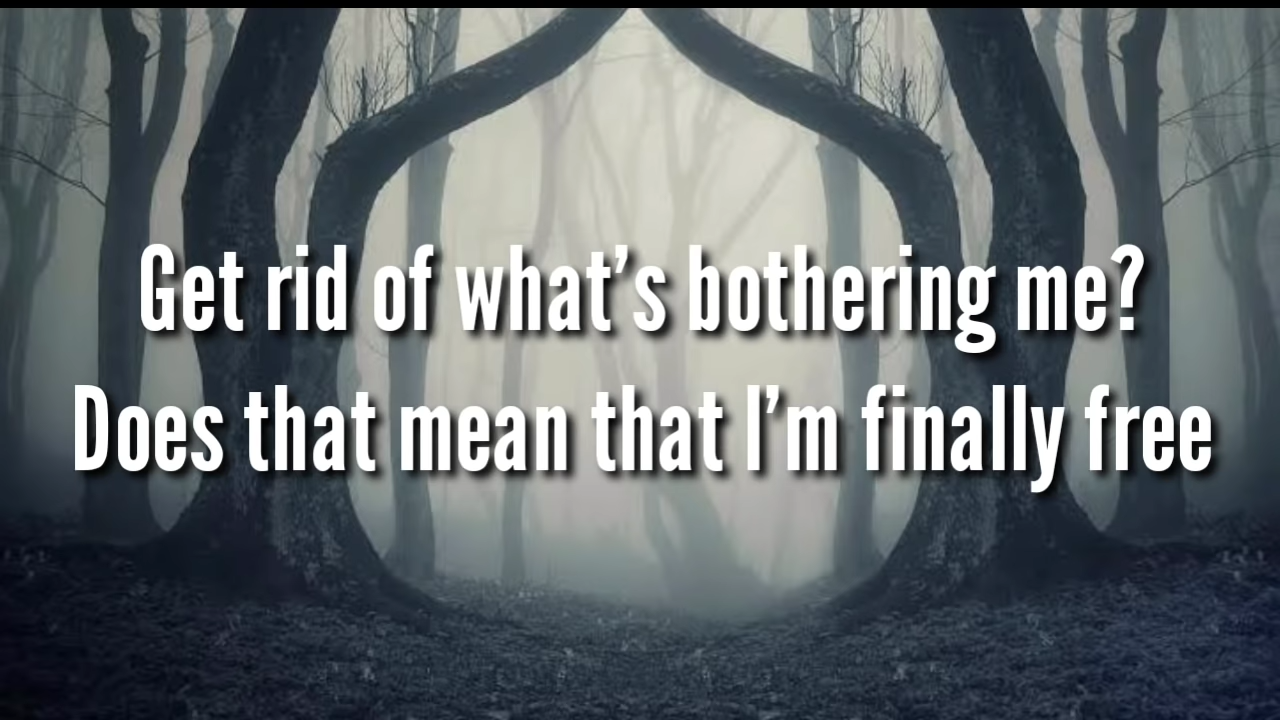 Get rid of what’s bothering me?
Does that mean that I’m finally free